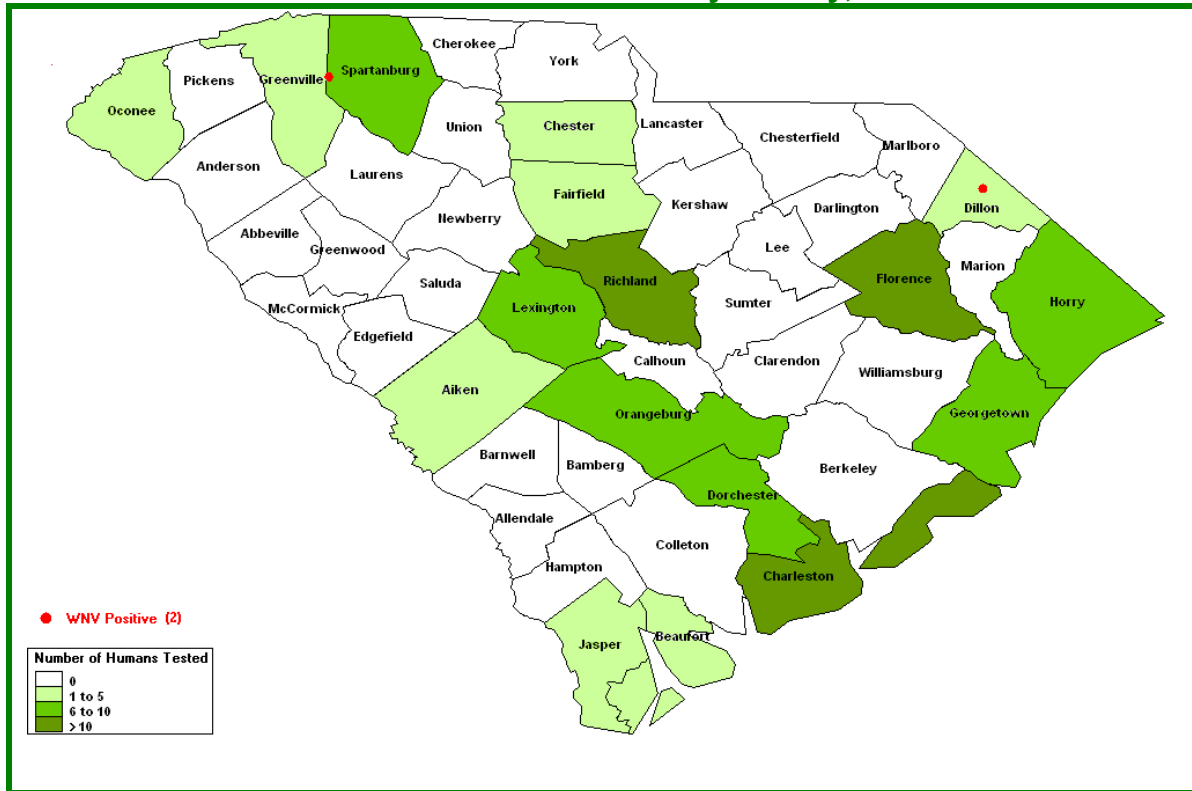 Cherokee
York
Pickens
Greenville
Spartanburg
Oconee
Union
Chester
Lancaster
Chesterfield
Marlboro
Anderson
Laurens
Fairfield
Kershaw
Darlington
Dillon
Newberry
Abbeville
Greenwood
Lee
Marion
Saluda
Richland
Florence
McCormick
Lexington
Sumter
Horry
Edgefield
Calhoun
Clarendon
Williamsburg
Aiken
Orangeburg
Georgetown
Barnwell
Bamberg
Berkeley
Dorchester
Allendale
Colleton
Hampton
Charleston
Jasper
Beaufort
WNV Positive (2)
Number of Humans Tested
0
1 to 5
6 to 10
>10